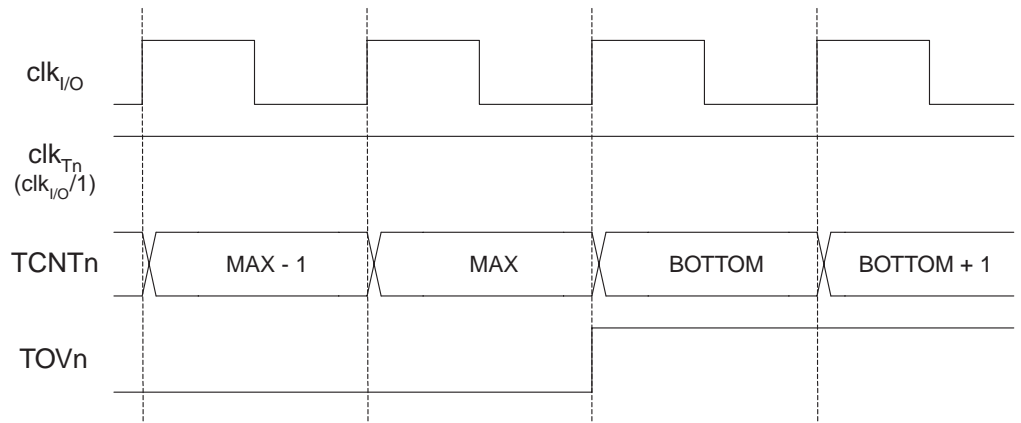 clkI/O
clkTn
(clkI/O/1)
TCNTn MAX - 1 MAX BOTTOM BOTTOM + 1
TOVn